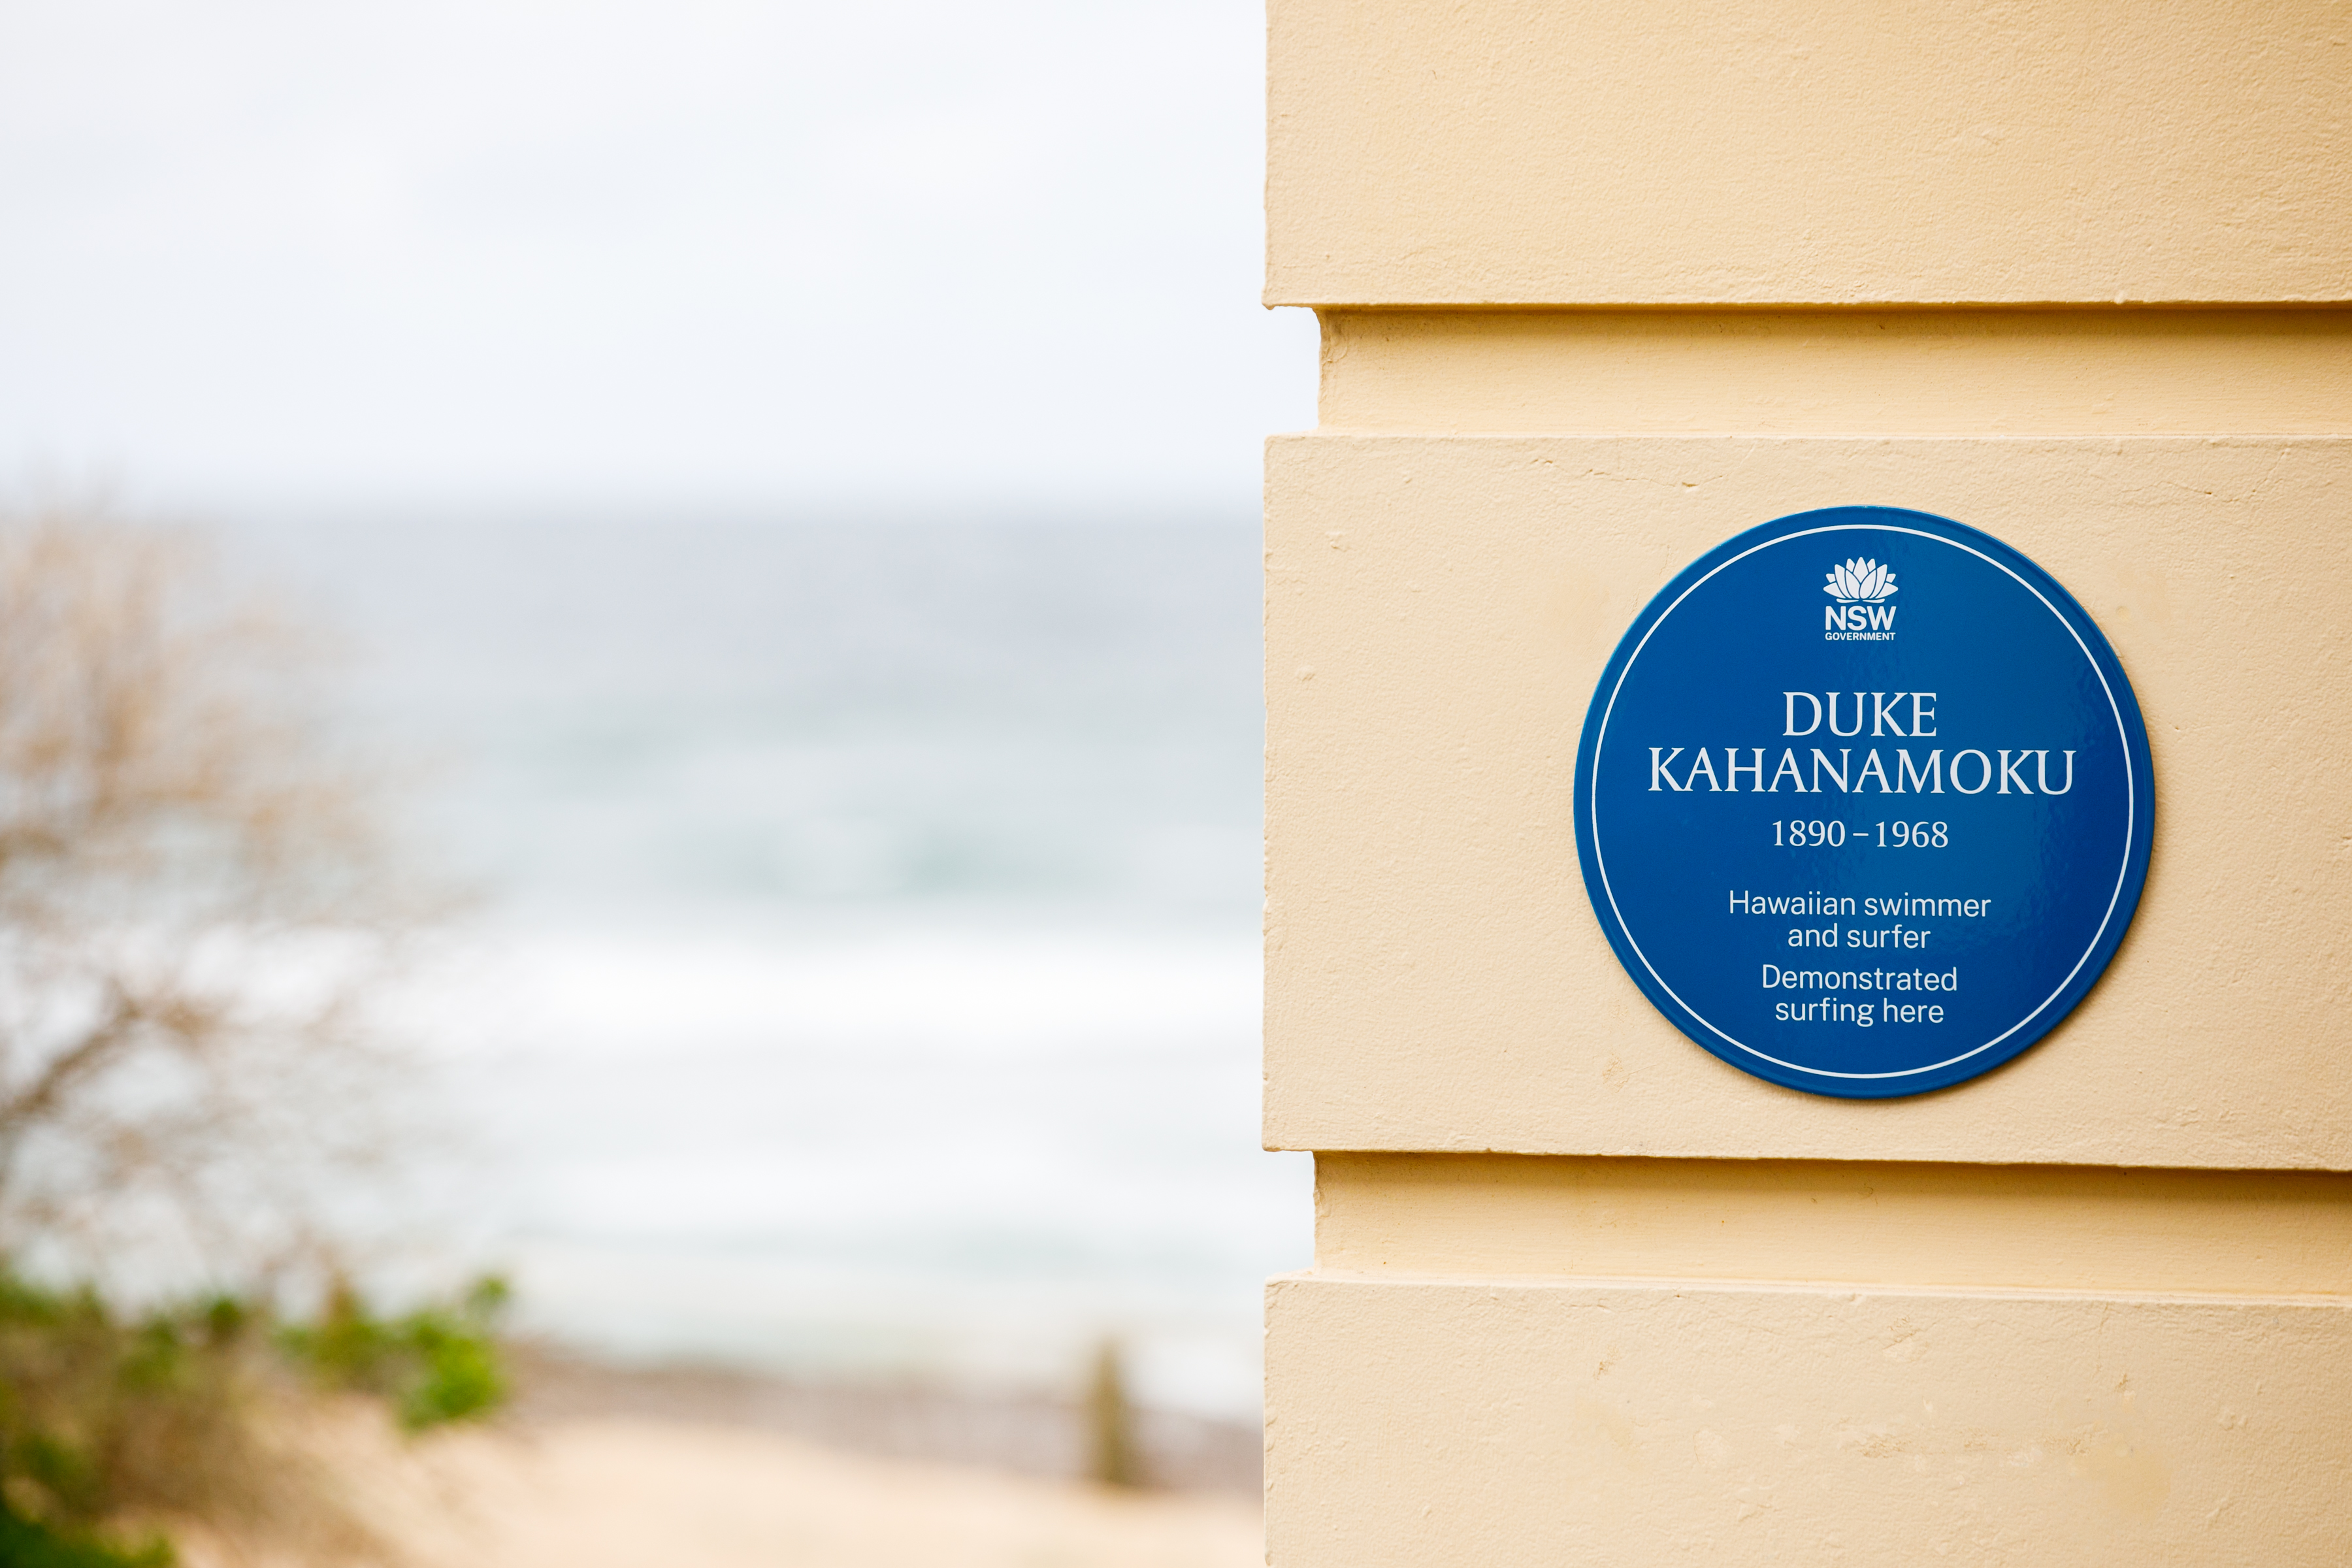 NSW
GOVERNMENT
DUKE
KAHANAMOKU
1890–1968
Hawaiian swimmer
and surfer
Demonstrated
surfing here